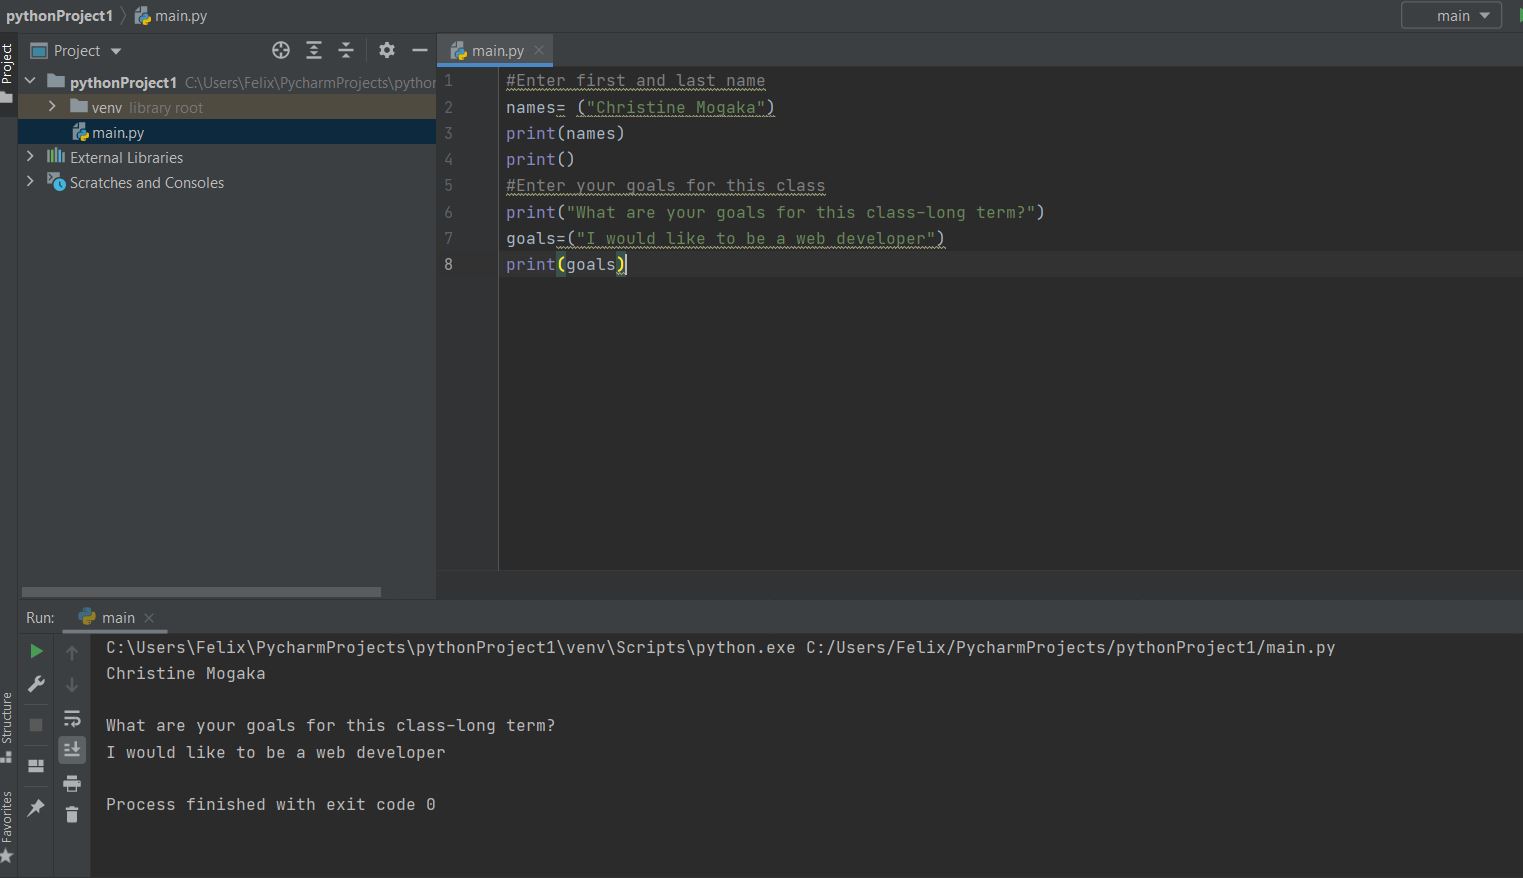 pythonProject1 main.py
main
Project
Project
main.py
pythonProject1 C:\Users\Felix\PycharmProjects\python
venv library root
main.py
External Libraries
Scratches and Consoles
1 #Enter first and last name
2 names= ("Christine Mogaka")
3 print(names)
4 print()
5 #Enter your goals for this class
6 print("What are your goals for this class-long term?")
7 goals=("I would like to be a web developer")
8 print(goals)
Run: main
C:\Users\Felix\PycharmProjects\pythonProject1\venv\Scripts\python.exe C:/Users/Felix/PycharmProjects/pythonProject1/main.py
Christine Mogaka
What are your goals for this class-long term?
I would like to be a web developer
Process finished with exit code 0
Structure
Favorites